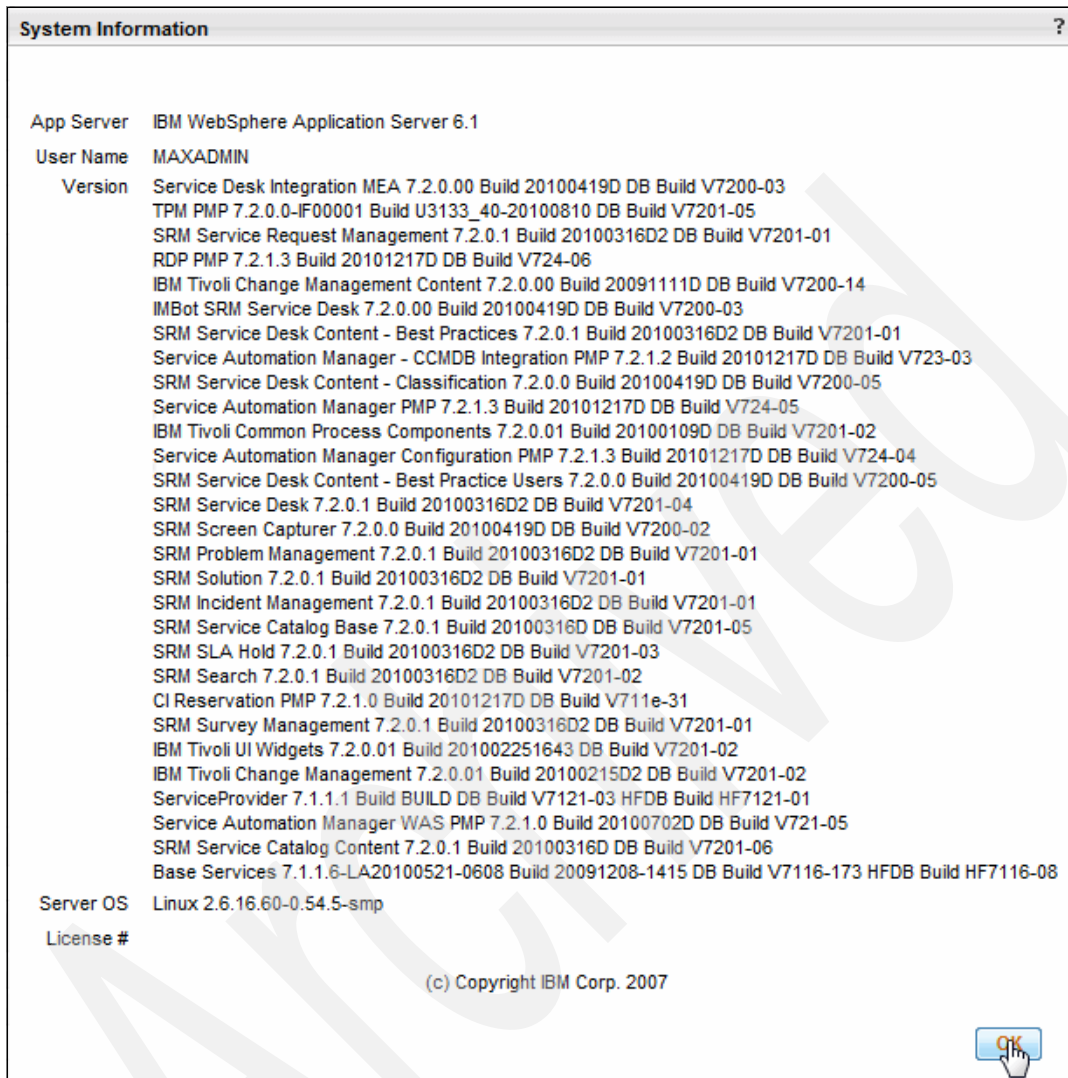 System Information ?
App Server IBM WebSphere Application Server 6.1
User Name MAXADMIN
Version Service Desk Integration MEA 7.2.0.00 Build 20100419D DB Build V7200-03
TPM PMP 7.2.0.0-IF00001 Build U3133_40-20100810 DB Build V7201-05
SRM Service Request Management 7.2.0.1 Build 20100316D2 DB Build V7201-01
RDP PMP 7.2.1.3 Build 20101217D DB Build V724-06
IBM Tivoli Change Management Content 7.2.0.00 Build 20091111D DB Build V7200-14
IMBot SRM Service Desk 7.2.0.00 Build 20100419D DB Build V7200-03
SRM Service Desk Content - Best Practices 7.2.0.1 Build 20100316D2 DB Build V7201-01
Service Automation Manager - CCMDB Integration PMP 7.2.1.2 Build 20101217D DB Build V723-03
SRM Service Desk Content - Classification 7.2.0.0 Build 20100419D DB Build V7200-05
Service Automation Manager PMP 7.2.1.3 Build 20101217D DB Build V724-05
IBM Tivoli Common Process Components 7.2.0.01 Build 20100109D DB Build V7201-02
Service Automation Manager Configuration PMP 7.2.1.3 Build 20101217D DB Build V724-04
SRM Service Desk Content - Best Practice Users 7.2.0.0 Build 20100419D DB Build V7200-05
SRM Service Desk 7.2.0.1 Build 20100316D2 DB Build V7201-04
SRM Screen Capturer 7.2.0.0 Build 20100419D DB Build V7200-02
SRM Problem Management 7.2.0.1 Build 20100316D2 DB Build V7201-01
SRM Solution 7.2.0.1 Build 20100316D2 DB Build V7201-01
SRM Incident Management 7.2.0.1 Build 20100316D2 DB Build V7201-01
SRM Service Catalog Base 7.2.0.1 Build 20100316D DB Build V7201-05
SRM SLA Hold 7.2.0.1 Build 20100316D2 DB Build V7201-03
SRM Search 7.2.0.1 Build 20100316D2 DB Build V7201-02
CI Reservation PMP 7.2.1.0 Build 20101217D DB Build V711e-31
SRM Survey Management 7.2.0.1 Build 20100316D2 DB Build V7201-01
IBM Tivoli UI Widgets 7.2.0.01 Build 201002251643 DB Build V7201-02
IBM Tivoli Change Management 7.2.0.01 Build 20100215D2 DB Build V7201-02
ServiceProvider 7.1.1.1 Build BUILD DB Build V7121-03 HFDB Build HF7121-01
Service Automation Manager WAS PMP 7.2.1.0 Build 20100702D DB Build V721-05
SRM Service Catalog Content 7.2.0.1 Build 20100316D DB Build V7201-06
Base Services 7.1.1.6-LA20100521-0608 Build 20091208-1415 DB Build V7116-173 HFDB Build HF7116-08
Server OS Linux 2.6.16.60-0.54.5-smp
License #
(c) Copyright IBM Corp. 2007
OK
Archived